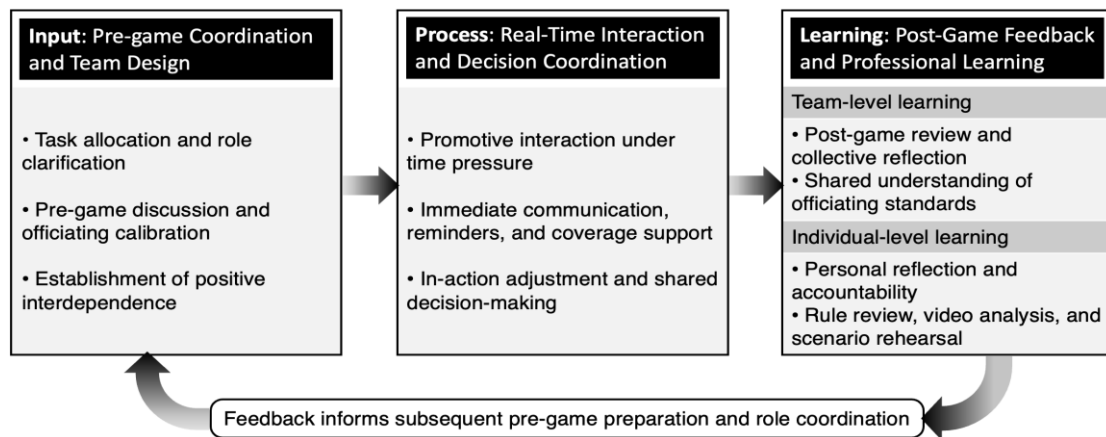 Input: Pre-game Coordination
and Team Design
• Task allocation and role
clarification
• Pre-game discussion and
officiating calibration
• Establishment of positive
interdependence
Process: Real-Time Interaction
and Decision Coordination
• Promotive interaction under
time pressure
• Immediate communication,
reminders, and coverage support
• In-action adjustment and shared
decision-making
Learning: Post-Game Feedback
and Professional Learning
Team-level learning
• Post-game review and
collective reflection
• Shared understanding of
officiating standards
Individual-level learning
• Personal reflection and
accountability
• Rule review, video analysis, and
scenario rehearsal
Feedback informs subsequent pre-game preparation and role coordination